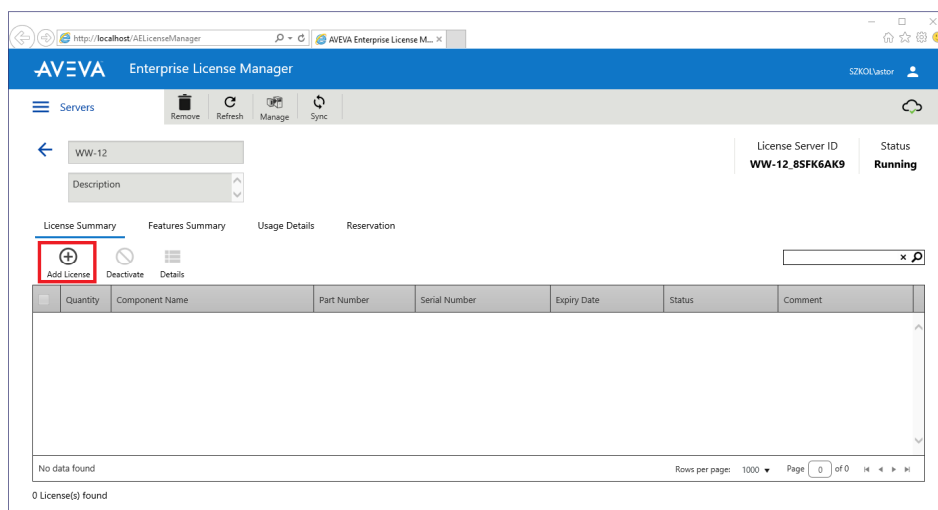 http://localhost/AELicenseManager
AVEVA Enterprise License M...
AVEVA Enterprise License Manager
SZKOL\astor
Servers
Remove Refresh Manage Sync
WW-12
Description
License Server ID Status
WW-12_8SFK6AK9 Running
License Summary Features Summary Usage Details Reservation
Add License Deactivate Details
Quantity Component Name Part Number Serial Number Expiry Date Status Comment
No data found
Rows per page: 1000 Page 0 of 0
0 License(s) found